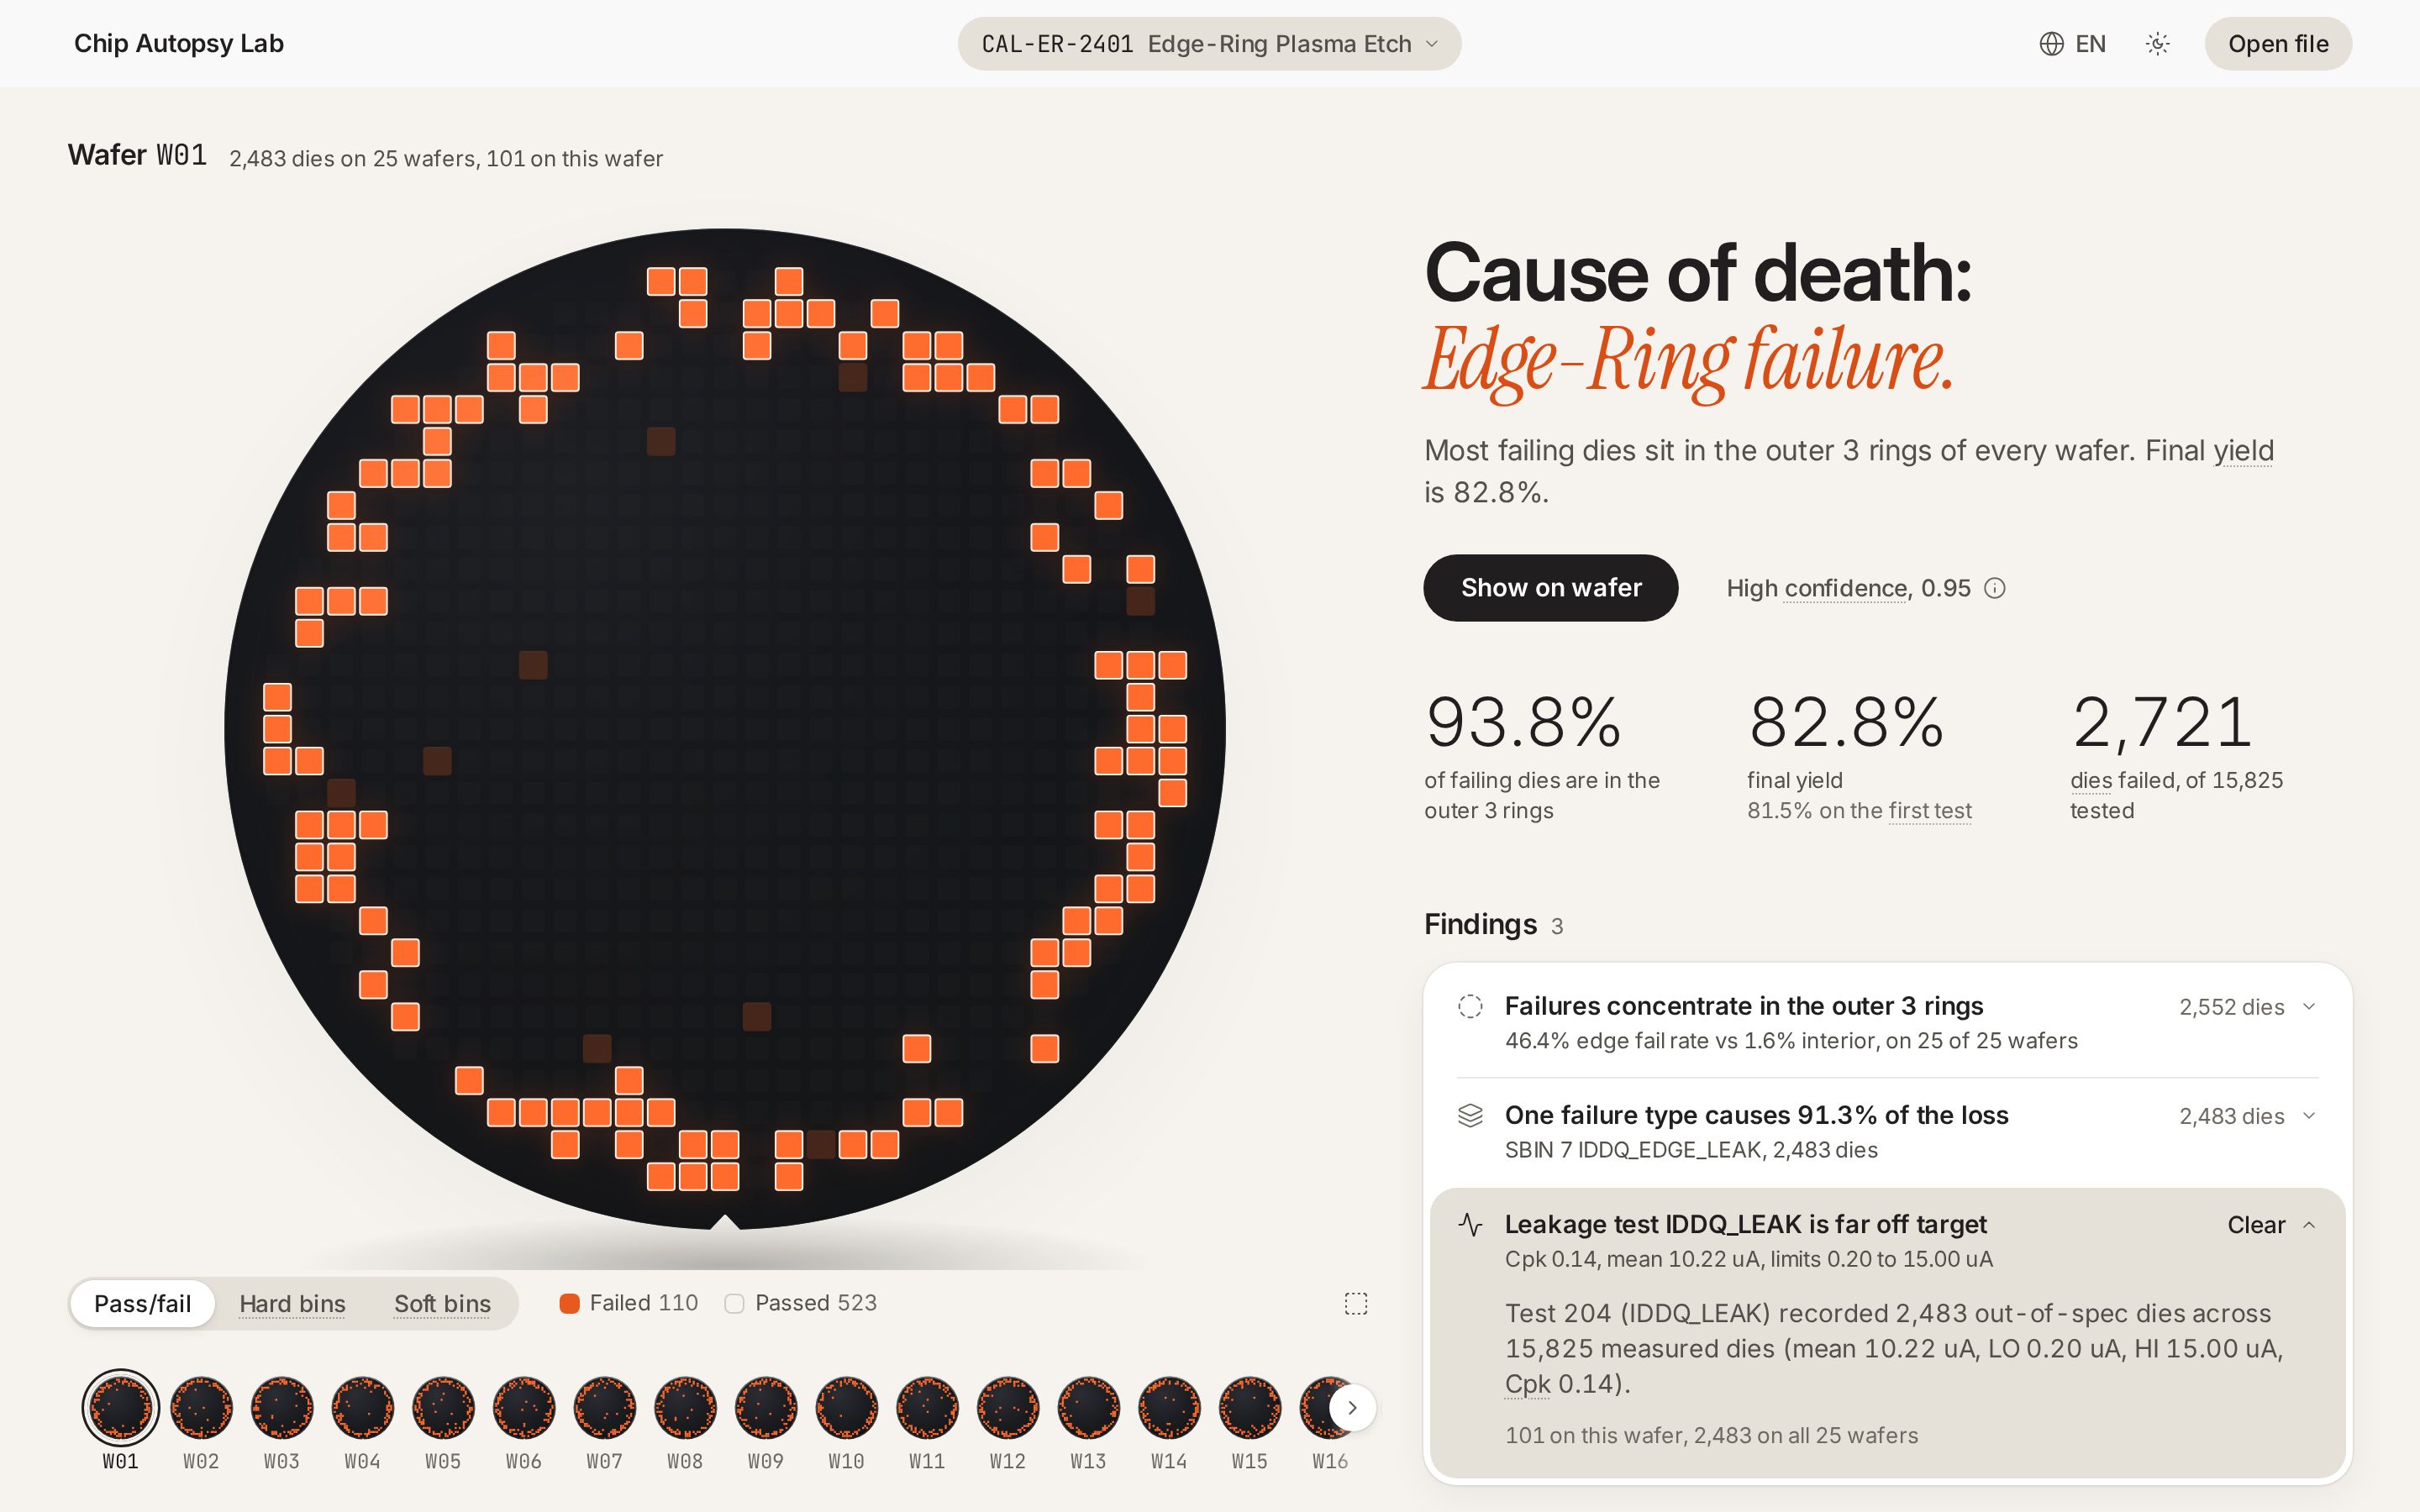 Chip Autopsy Lab
CAL-ER-2401 Edge-Ring Plasma Etch
EN
Open file
Wafer W01 2,483 dies on 25 wafers, 101 on this wafer
Cause of death:
Edge-Ring failure.
Most failing dies sit in the outer 3 rings of every wafer. Final yield
is 82.8%.
Show on wafer
High confidence, 0.95
93.8%
of failing dies are in the
outer 3 rings
82.8%
final yield
81.5% on the first test
2,721
dies failed, of 15,825
tested
Findings 3
Failures concentrate in the outer 3 rings
2,552 dies
46.4% edge fail rate vs 1.6% interior, on 25 of 25 wafers
One failure type causes 91.3% of the loss
2,483 dies
SBIN 7 IDDQ_EDGE_LEAK, 2,483 dies
Leakage test IDDQ_LEAK is far off target
Clear
Cpk 0.14, mean 10.22 uA, limits 0.20 to 15.00 uA
Test 204 (IDDQ_LEAK) recorded 2,483 out-of-spec dies across
15,825 measured dies (mean 10.22 uA, LO 0.20 uA, HI 15.00 uA,
Cpk 0.14).
101 on this wafer, 2,483 on all 25 wafers
Pass/fail Hard bins Soft bins
Failed 110 Passed 523
W01 W02 W03 W04 W05 W06 W07 W08 W09 W10 W11 W12 W13 W14 W15 W16